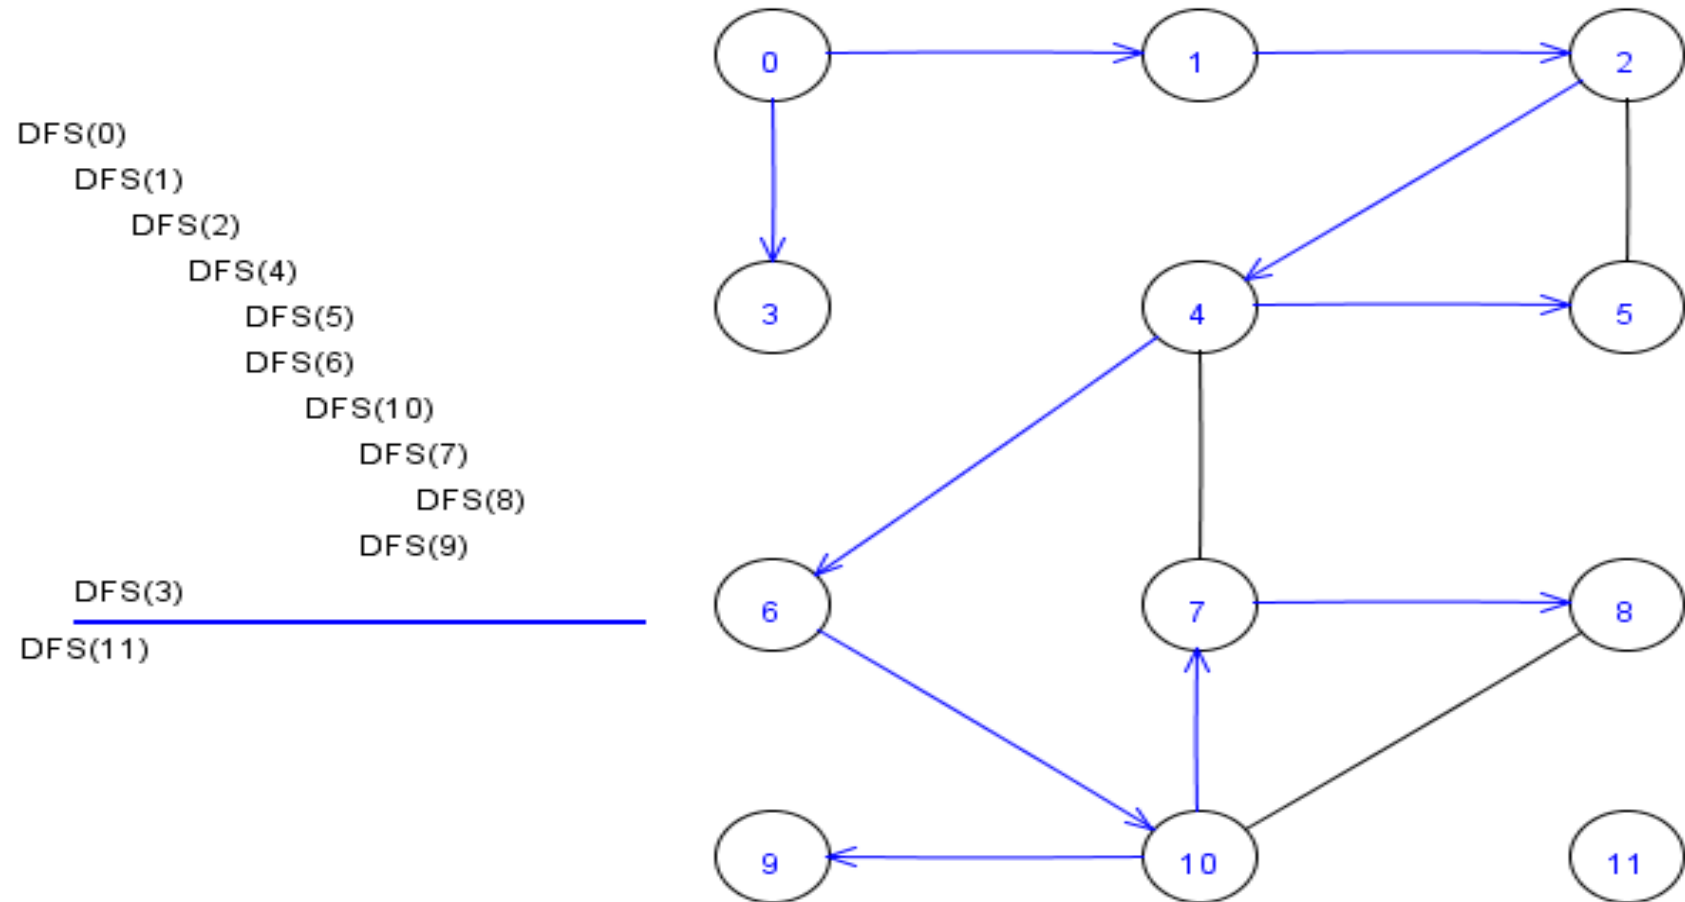 DFS(0)
DFS(1)
DFS(2)
DFS(4)
DFS(5)
DFS(6)
DFS(10)
DFS(7)
DFS(8)
DFS(9)
DFS(3)
DFS(11)
0 1 2
3 4 5
6 7 8
9 10 11